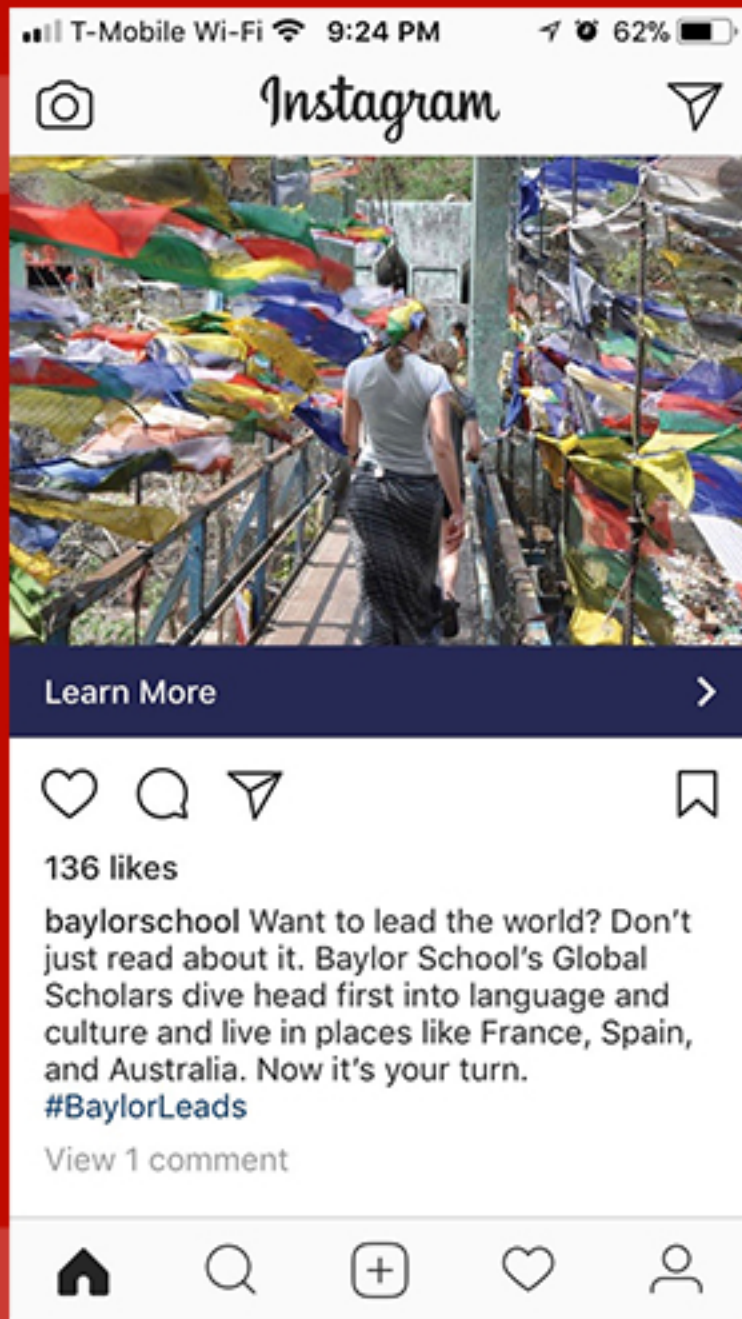 T-Mobile Wi-Fi 9:24 PM 62%
Instagram
Learn More
136 likes
baylorschool Want to lead the world? Don’t
just read about it. Baylor School’s Global
Scholars dive head first into language and
culture and live in places like France, Spain,
and Australia. Now it’s your turn.
#BaylorLeads
View 1 comment